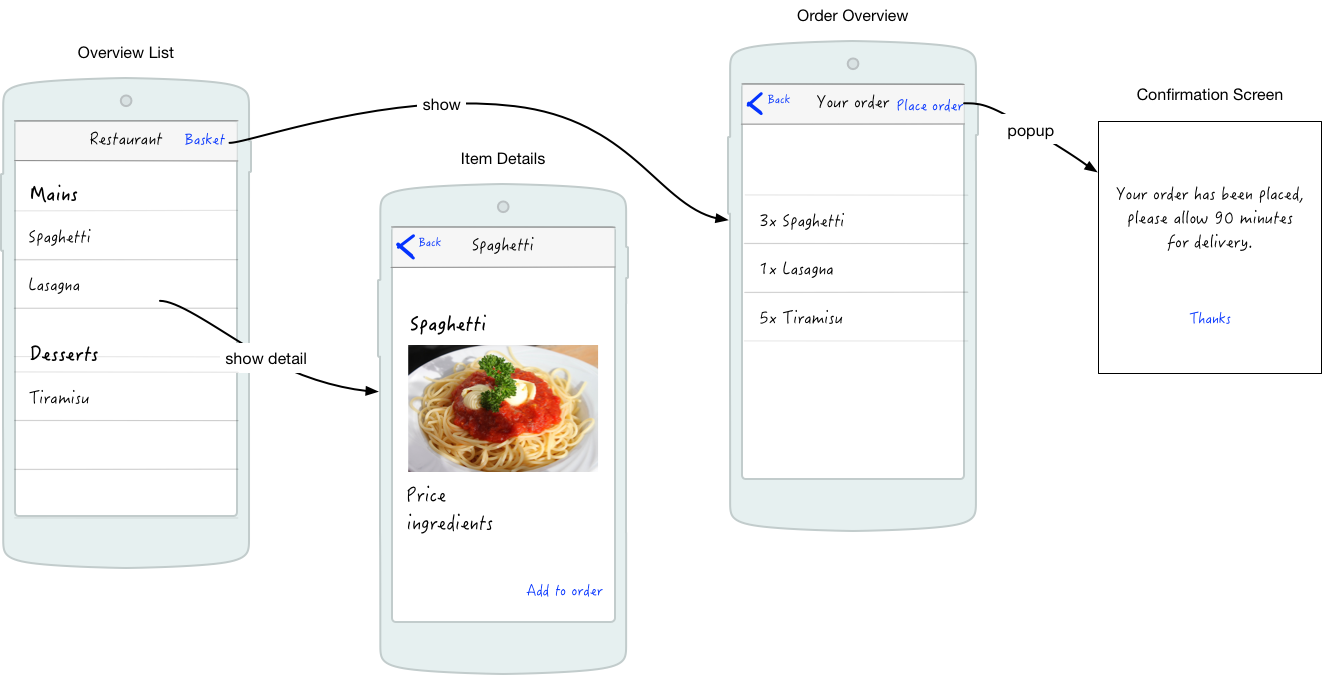 Overview List
Restaurant
Basket
Mains
Spaghetti
Lasagna
Desserts
Tiramisu
show
show detail
Item Details
Back
Spaghetti
Spaghetti
Price
ingredients
Add to order
Order Overview
Back
Your order
Place order
3x Spaghetti
1x Lasagna
5x Tiramisu
popup
Confirmation Screen
Your order has been placed,
please allow 90 minutes
for delivery.
Thanks